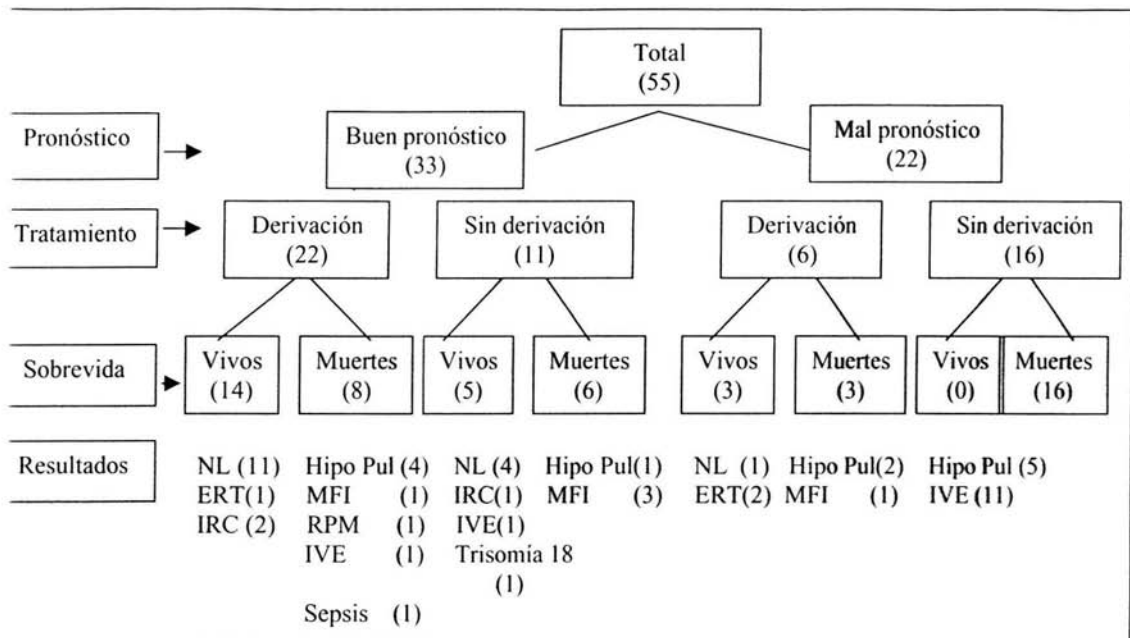 Total
(55)
Pronóstico
Buen pronóstico
(33)
Mal pronóstico
(22)
Tratamiento
Derivación
(22)
Sin derivación
(11)
Derivación
(6)
Sin derivación
(16)
Sobrevida
Vivos
(14)
Muertes
(8)
Vivos
(5)
Muertes
(6)
Vivos
(3)
Muertes
(3)
Vivos
(0)
Muertes
(16)
Resultados
NL (11)
ERT(1)
IRC (2)
Hipo Pul (4)
MFI (1)
RPM (1)
IVE (1)
Sepsis (1)
NL (4)
IRC(1)
IVE(1)
Trisomía 18
(1)
Hipo Pul(1)
MFI (3)
NL (1)
ERT(2)
Hipo Pul(2)
MFI (1)
Hipo Pul (5)
IVE (11)